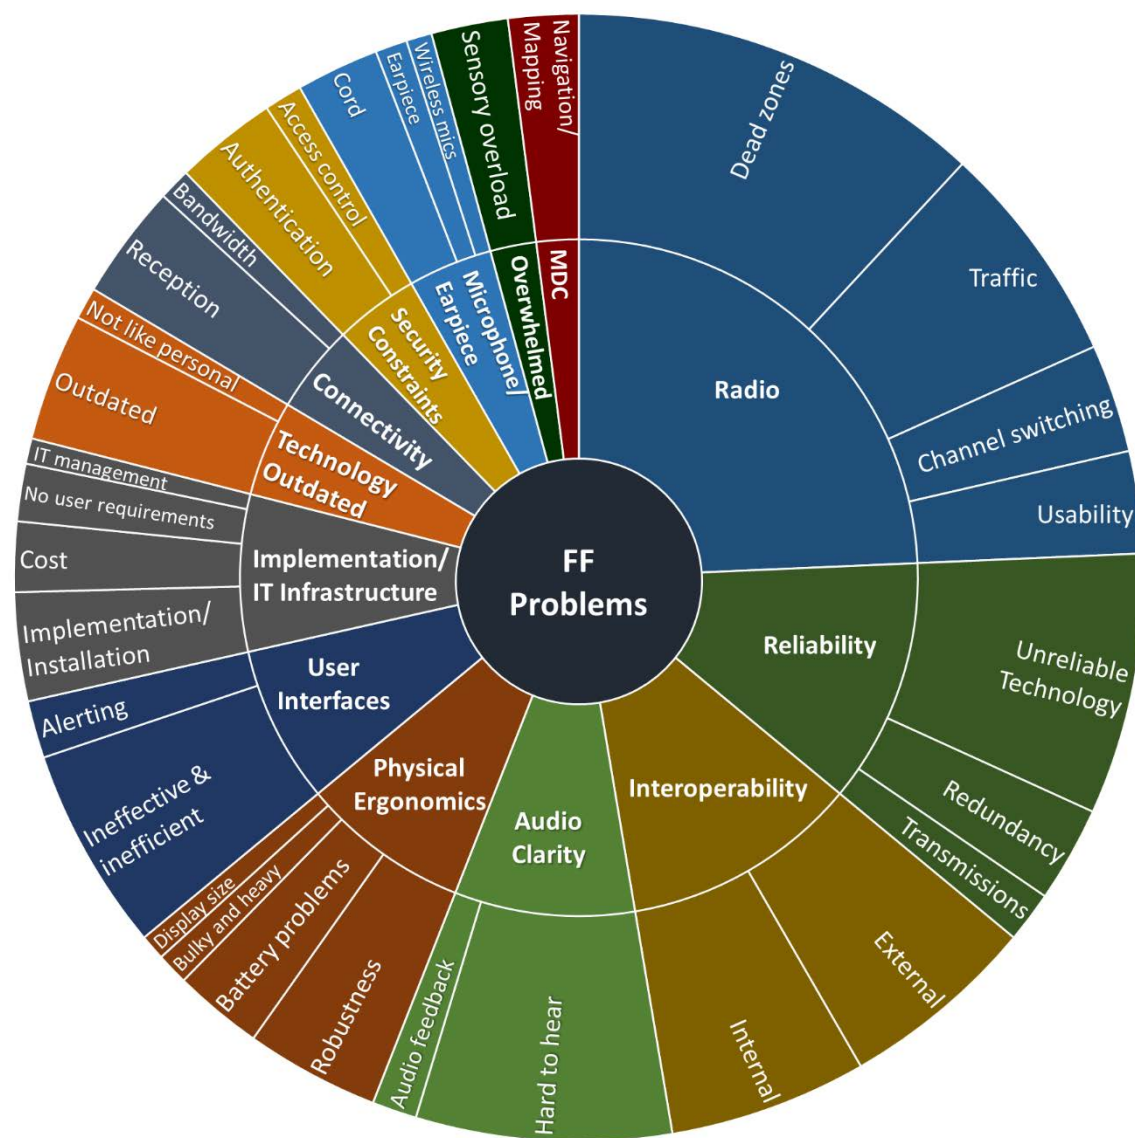 FF
Problems
Radio
Dead zones
Traffic
Channel switching
Usability
Reliability
Unreliable
Technology
Redundancy
Transmissions
Interoperability
External
Internal
Audio
Clarity
Hard to hear
Audio feedback
Physical
Ergonomics
Robustness
Battery problems
Bulky and heavy
Display size
User
Interfaces
Ineffective &
inefficient
Alerting
Implementation/
IT Infrastructure
Implementation/
Installation
Cost
No user requirements
IT management
Technology
Outdated
Outdated
Not like personal
Connectivity
Reception
Bandwidth
Security
Constraints
Authentication
Access control
Microphone/
Earpiece
Cord
Earpiece
Wireless mics
Overwhelmed
Sensory overload
MDC
Navigation/
Mapping